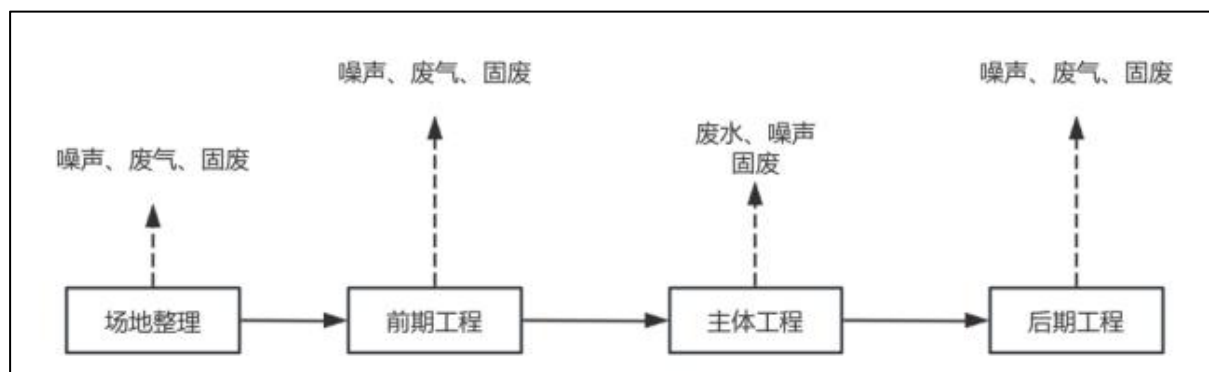 噪声、废气、固废
噪声、废气、固废
废水、噪声
固废
噪声、废气、固废
场地整理
前期工程
主体工程
后期工程